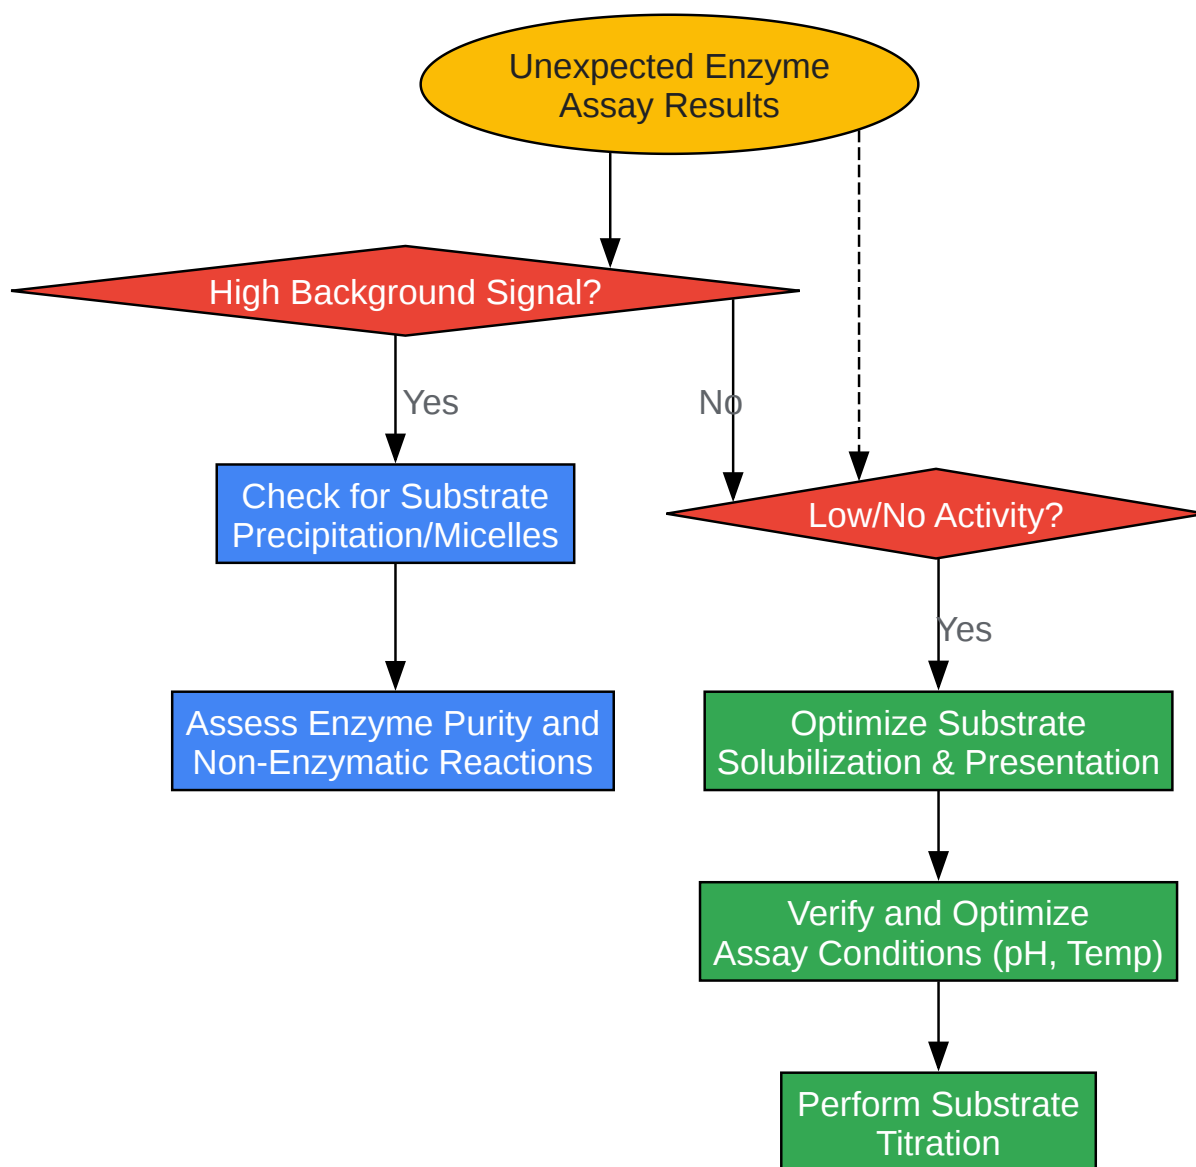 Unexpected Enzyme
Assay Results
High Background Signal?
Yes
No
Check for Substrate
Precipitation/Micelles
Low/No Activity?
Yes
Assess Enzyme Purity and
Non-Enzymatic Reactions
Optimize Substrate
Solubilization & Presentation
Verify and Optimize
Assay Conditions (pH, Temp)
Perform Substrate
Titration